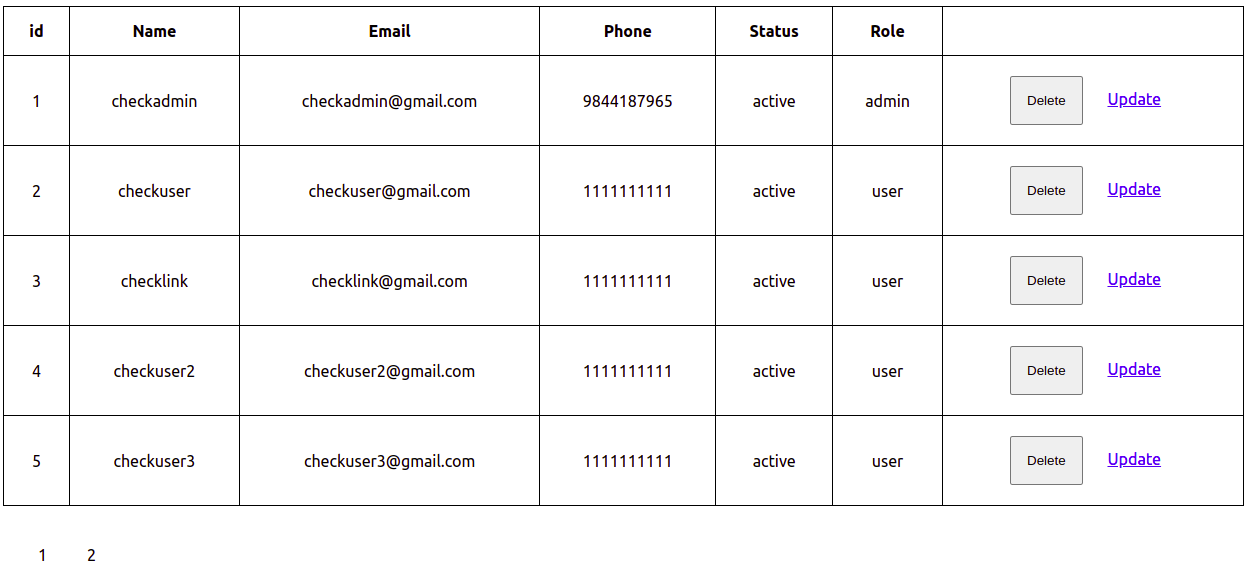 id Name Email Phone Status Role
1 checkadmin checkadmin@gmail.com 9844187965 active admin Delete Update
2 checkuser checkuser@gmail.com 1111111111 active user Delete Update
3 checklink checklink@gmail.com 1111111111 active user Delete Update
4 checkuser2 checkuser2@gmail.com 1111111111 active user Delete Update
5 checkuser3 checkuser3@gmail.com 1111111111 active user Delete Update
1 2